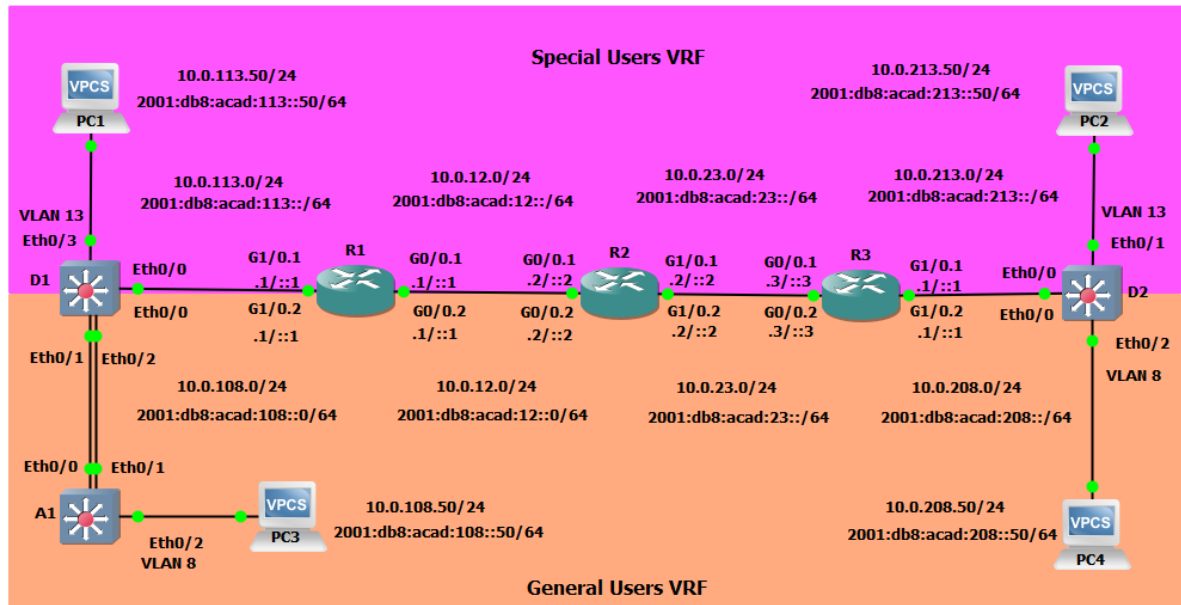 Special Users VRF
VPCS
PC1
10.0.113.50/24
2001:db8:acad:113::50/64
10.0.213.50/24
2001:db8:acad:213::50/64
VPCS
PC2
10.0.113.0/24
2001:db8:acad:113::/64
10.0.12.0/24
2001:db8:acad:12::/64
10.0.23.0/24
2001:db8:acad:23::/64
10.0.213.0/24
2001:db8:acad:213::/64
VLAN 13
Eth0/3
VLAN 13
Eth0/1
D1
Eth0/0
Eth0/0
G1/0.1
.1/::1
G1/0.2
.1/::1
R1
G0/0.1
.1/::1
G0/0.2
.1/::1
G0/0.1
.2/::2
G0/0.2
.2/::2
R2
G1/0.1
.2/::2
G1/0.2
.2/::2
G0/0.1
.3/::3
G0/0.2
.3/::3
R3
G1/0.1
.1/::1
G1/0.2
.1/::1
Eth0/0
Eth0/0
D2
Eth0/1
Eth0/2
Eth0/2
VLAN 8
10.0.108.0/24
2001:db8:acad:108::0/64
10.0.12.0/24
2001:db8:acad:12::0/64
10.0.23.0/24
2001:db8:acad:23::/64
10.0.208.0/24
2001:db8:acad:208::/64
Eth0/0
Eth0/1
A1
Eth0/2
VLAN 8
VPCS
PC3
10.0.108.50/24
2001:db8:acad:108::50/64
10.0.208.50/24
2001:db8:acad:208::50/64
VPCS
PC4
General Users VRF